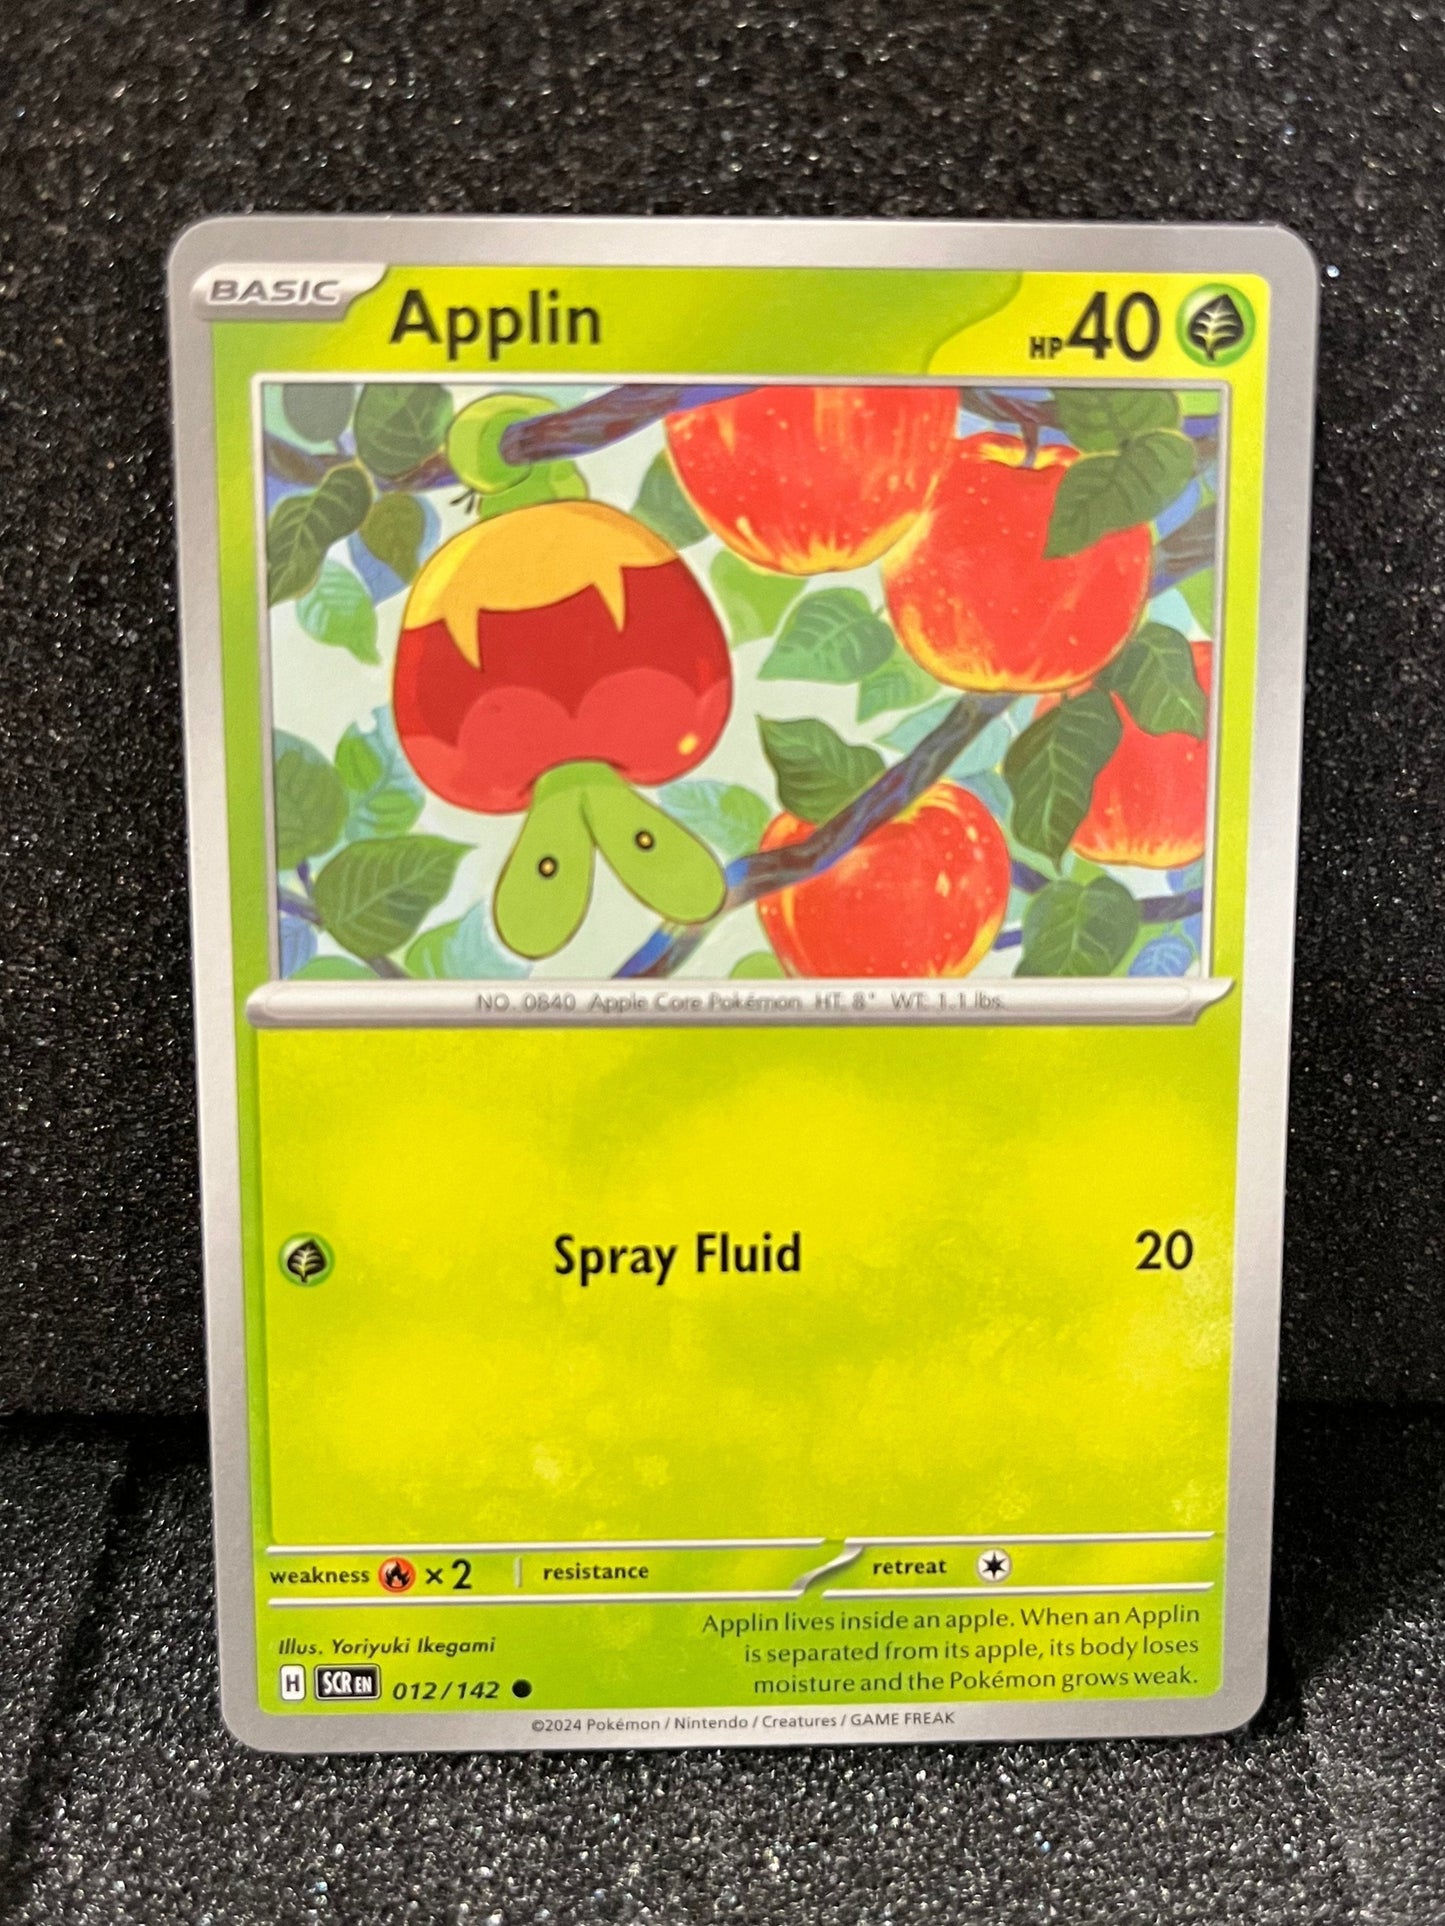 BASIC
Applin
HP 40
NO. 0840 Apple Core Pokémon HT. 8" WT. 1.1 lbs.
Spray Fluid 20
weakness ×2 resistance retreat
Applin lives inside an apple. When an Applin
is separated from its apple, its body loses
moisture and the Pokémon grows weak.
Illus. Yoriyuki Ikegami
H SCR EN 012/142
©2024 Pokémon / Nintendo / Creatures / GAME FREAK